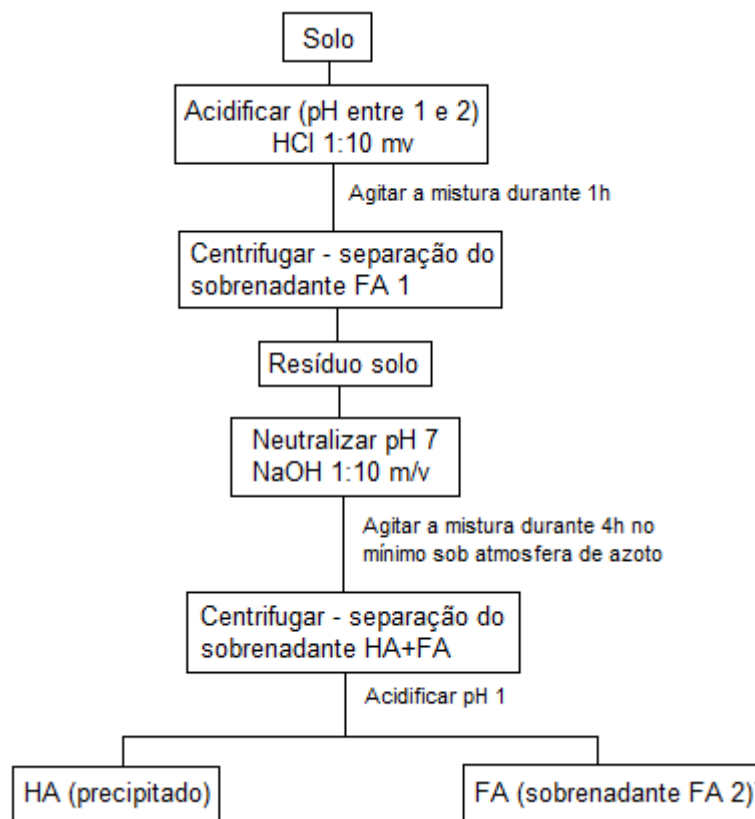 Solo
Acidificar (pH entre 1 e 2)
HCl 1:10 mv
Agitar a mistura durante 1h
Centrifugar - separação do
sobrenadante FA 1
Resíduo solo
Neutralizar pH 7
NaOH 1:10 m/v
Agitar a mistura durante 4h no
mínimo sob atmosfera de azoto
Centrifugar - separação do
sobrenadante HA+FA
Acidificar pH 1
HA (precipitado)
FA (sobrenadante FA 2)